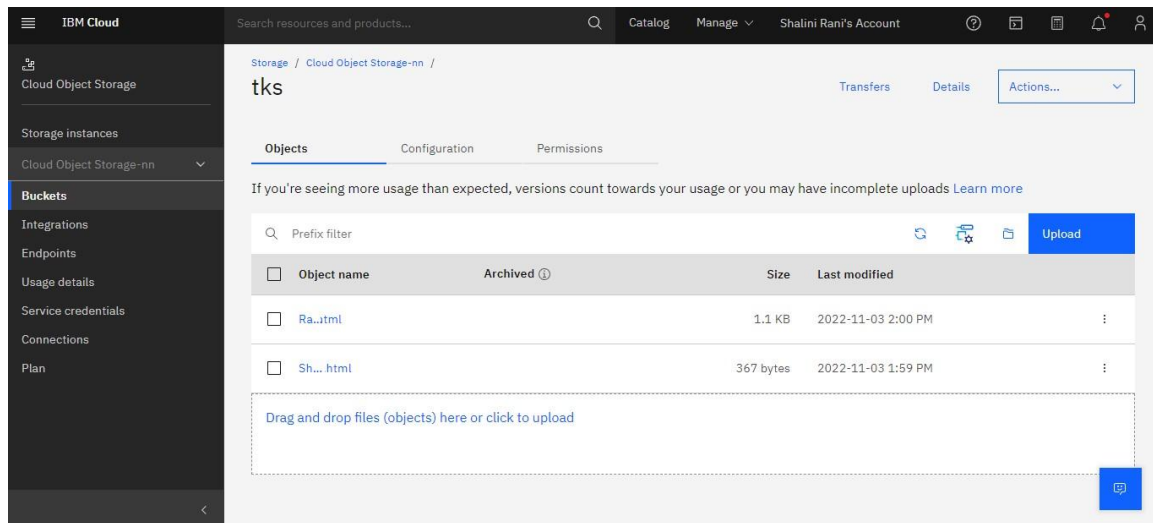 IBM Cloud
Search resources and products...
Catalog
Manage
Shalini Rani's Account
Cloud Object Storage
Storage instances
Cloud Object Storage-nn
Buckets
Integrations
Endpoints
Usage details
Service credentials
Connections
Plan
Storage / Cloud Object Storage-nn /
tks
Transfers
Details
Actions...
Objects
Configuration
Permissions
If you're seeing more usage than expected, versions count towards your usage or you may have incomplete uploads Learn more
Prefix filter
Upload
Object name Archived Size Last modified
Ra...tml 1.1 KB 2022-11-03 2:00 PM
Sh... html 367 bytes 2022-11-03 1:59 PM
Drag and drop files (objects) here or click to upload